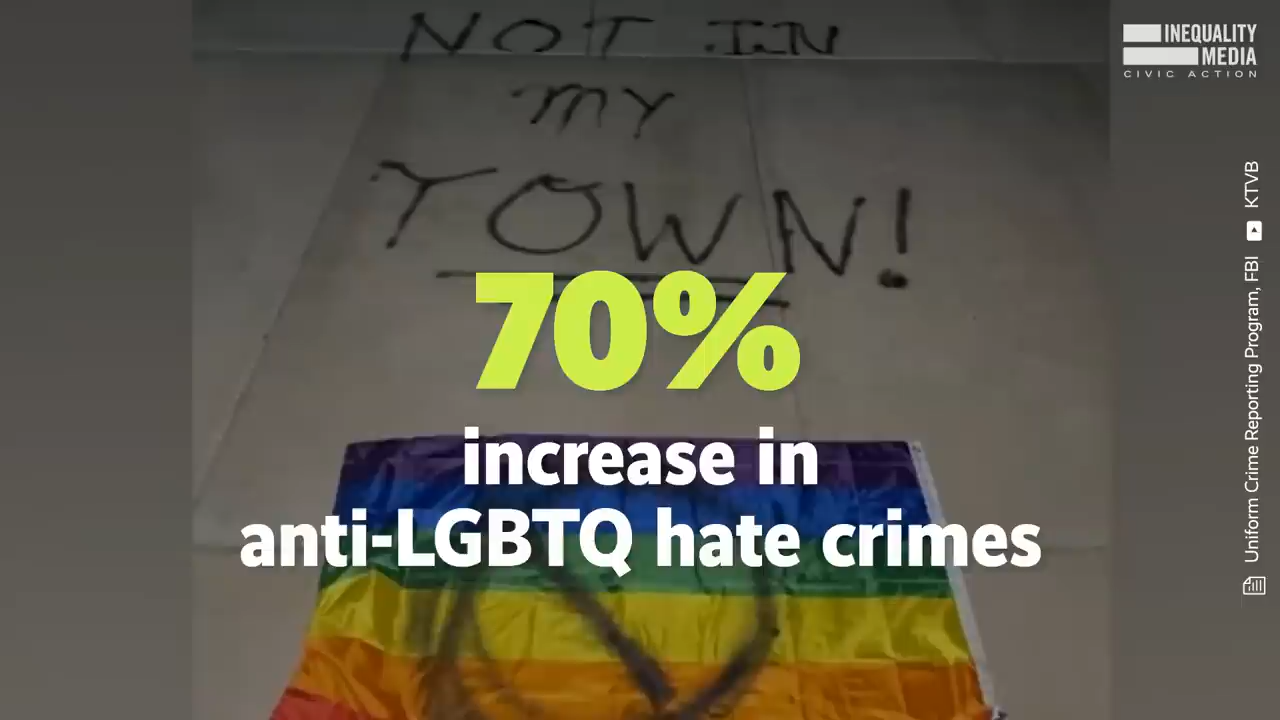 NOT IN
MY
TOWN!
70%
increase in
anti-LGBTQ hate crimes
INEQUALITY
MEDIA
CIVIC ACTION
Uniform Crime Reporting Program, FBI KTVB